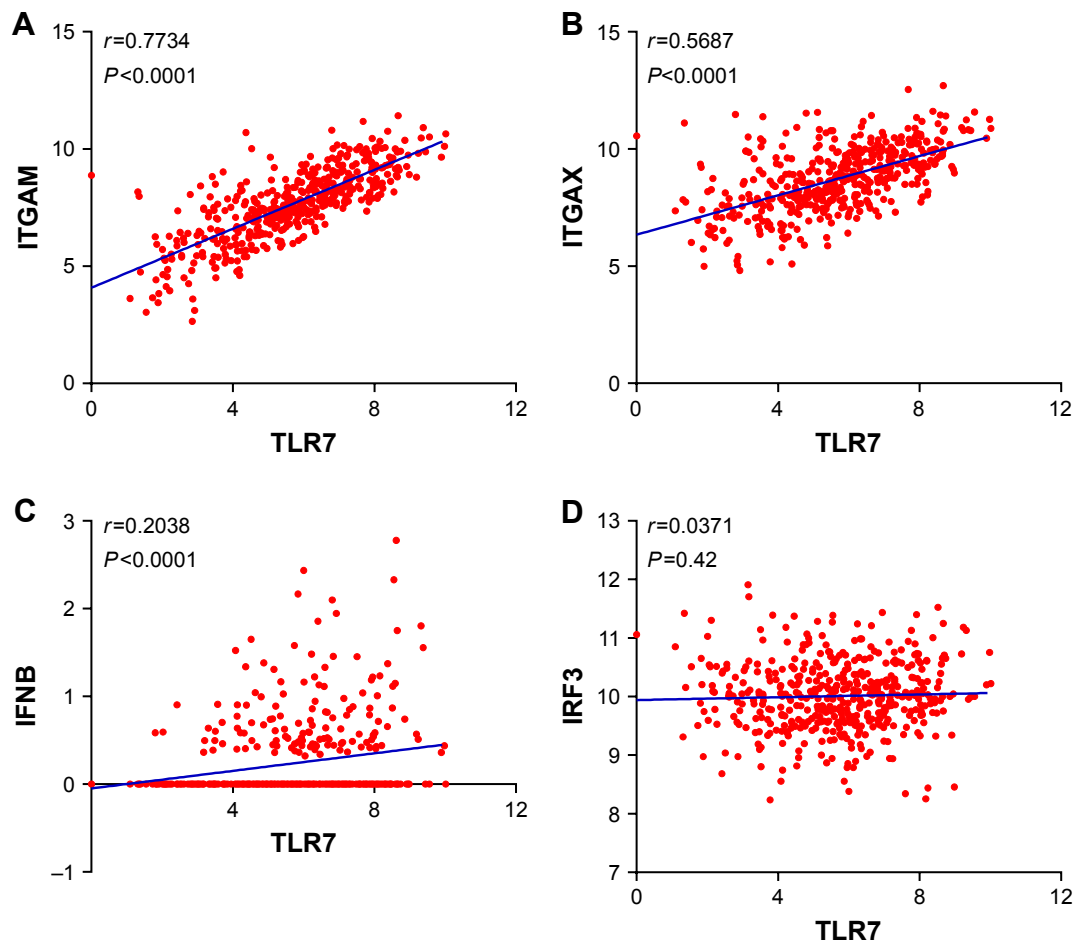 A
r=0.7734
P<0.0001
15
10
5
0
ITGAM
0
4
8
12
TLR7
B
r=0.5687
P<0.0001
15
10
5
0
ITGAX
0
4
8
12
TLR7
C
r=0.2038
P<0.0001
3
2
1
0
–1
IFNB
4
8
12
TLR7
D
r=0.0371
P=0.42
13
12
11
10
9
8
7
IRF3
0
4
8
12
TLR7